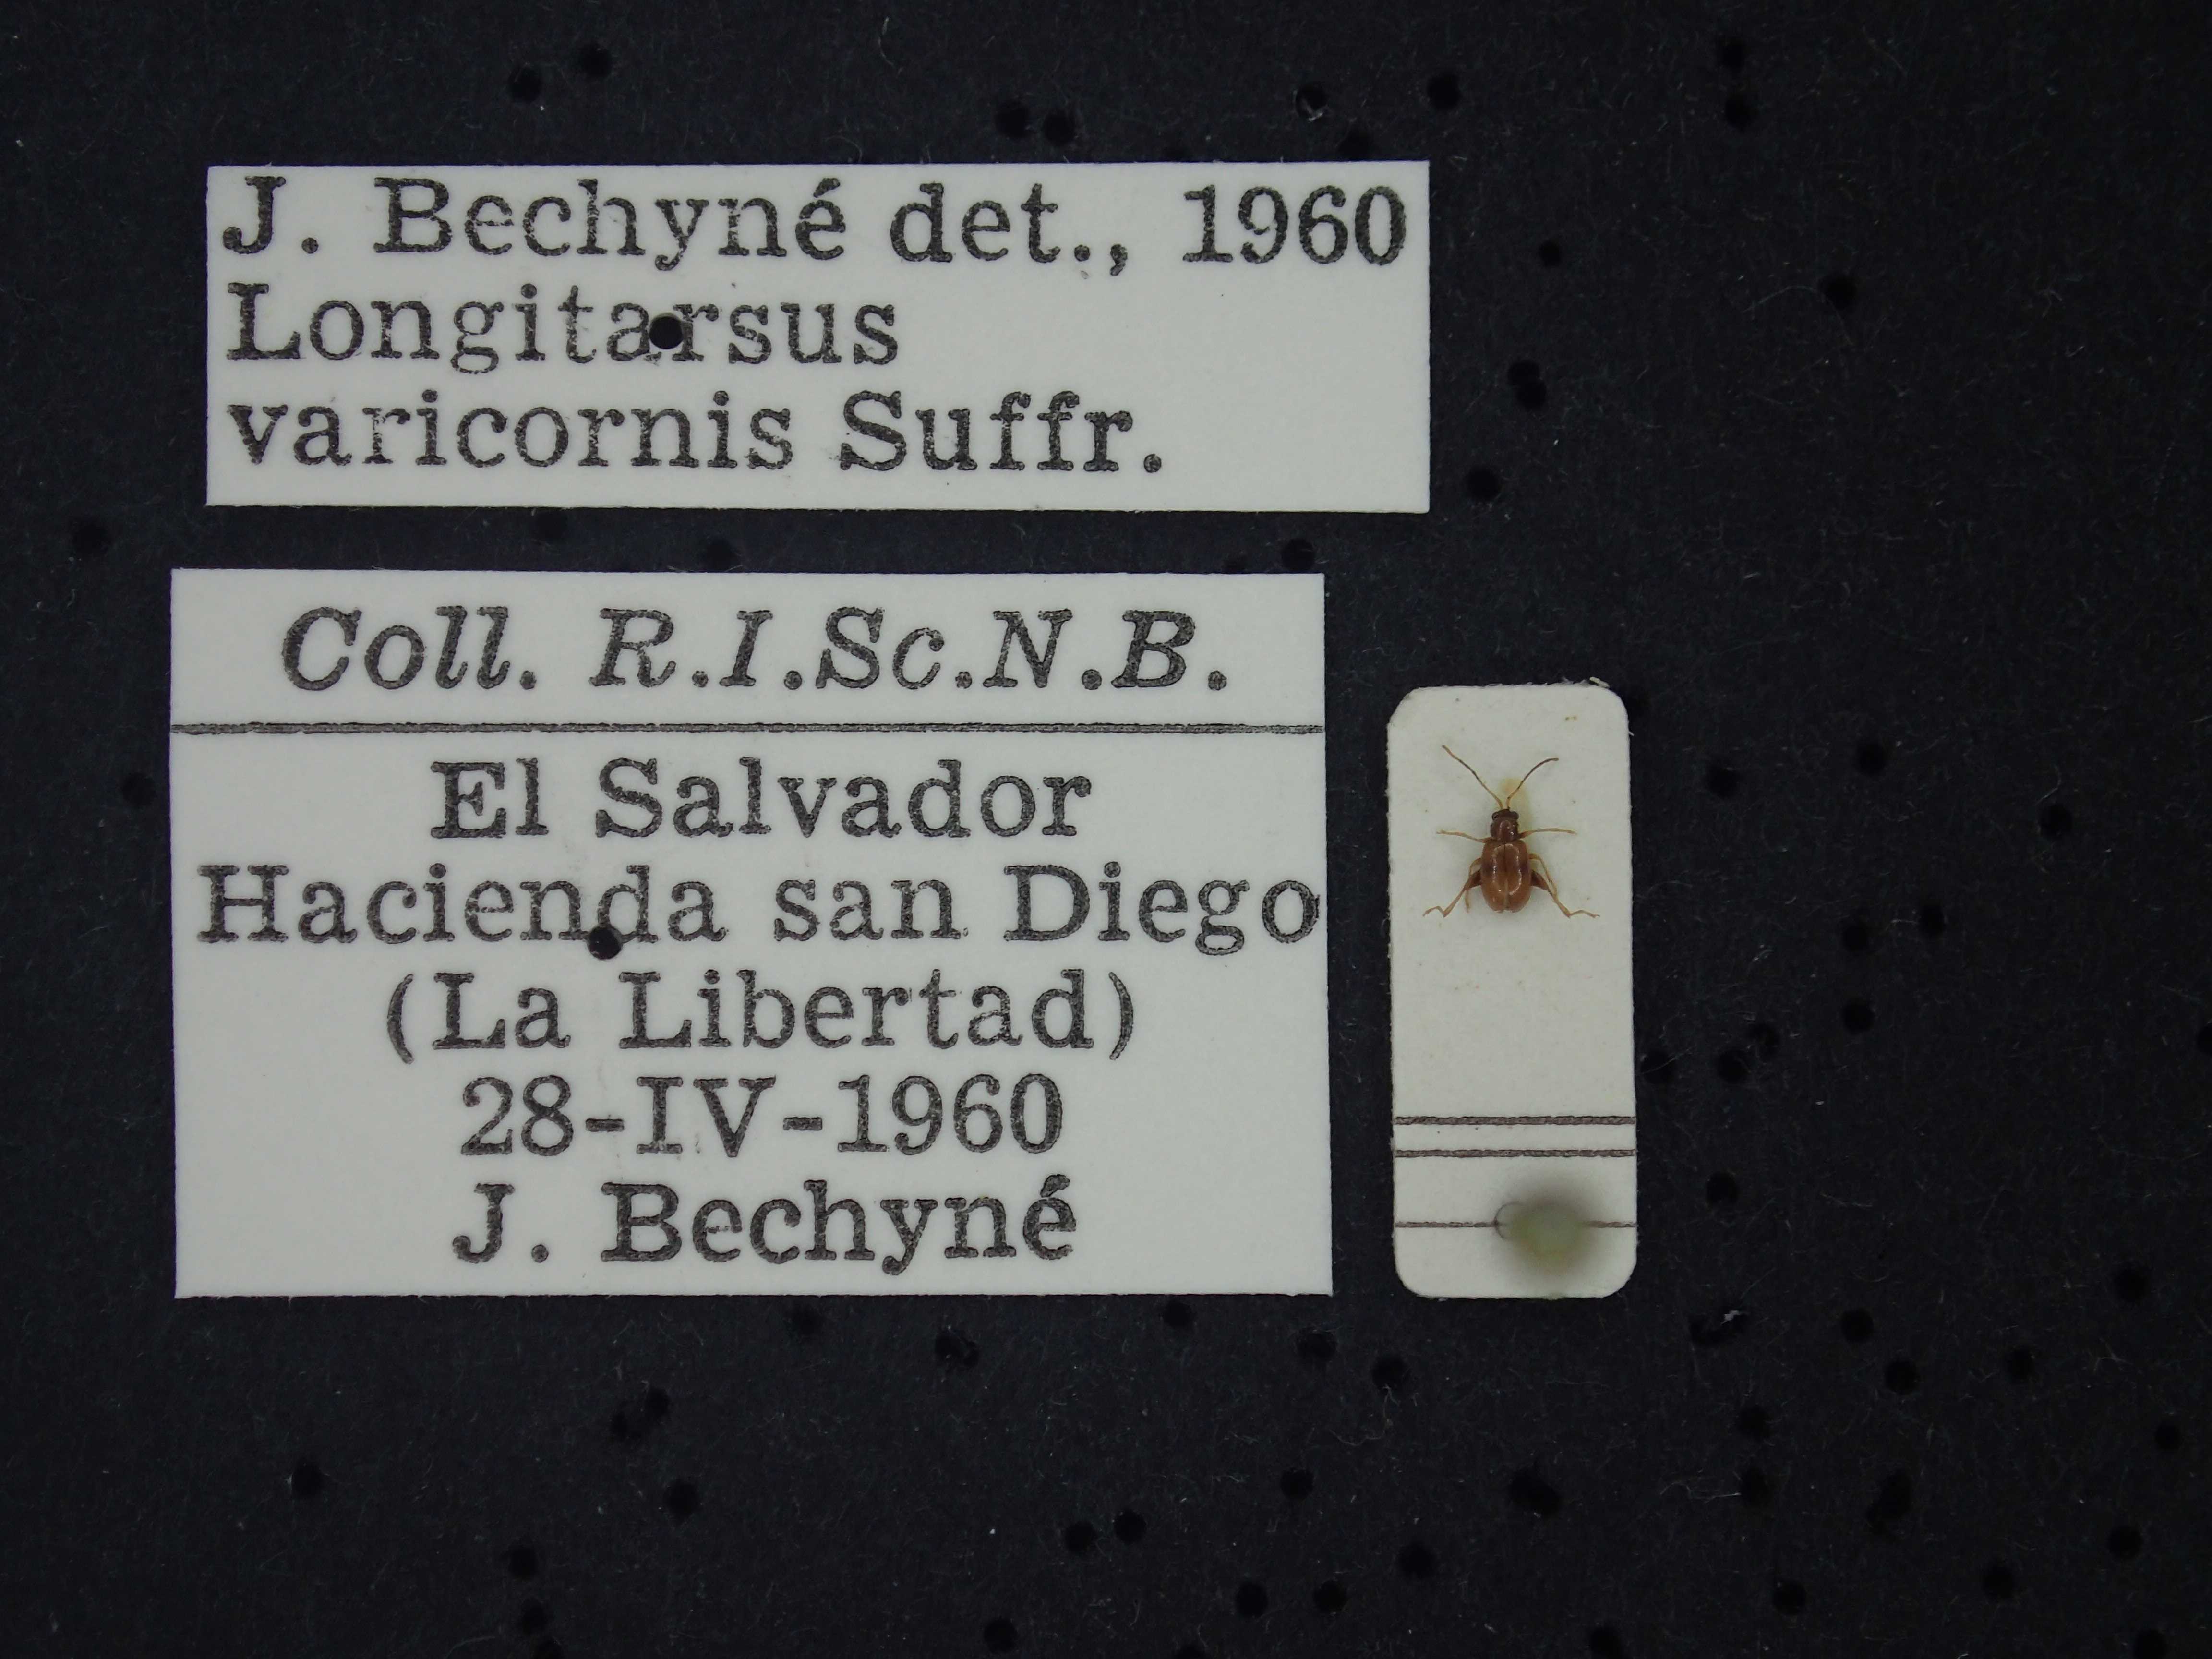 J. Bechyné det., 1960
Longitarsus
varicornis Suffr.
Coll. R.I.Sc.N.B.
El Salvador
Hacienda san Diego
(La Libertad)
28-IV-1960
J. Bechyné